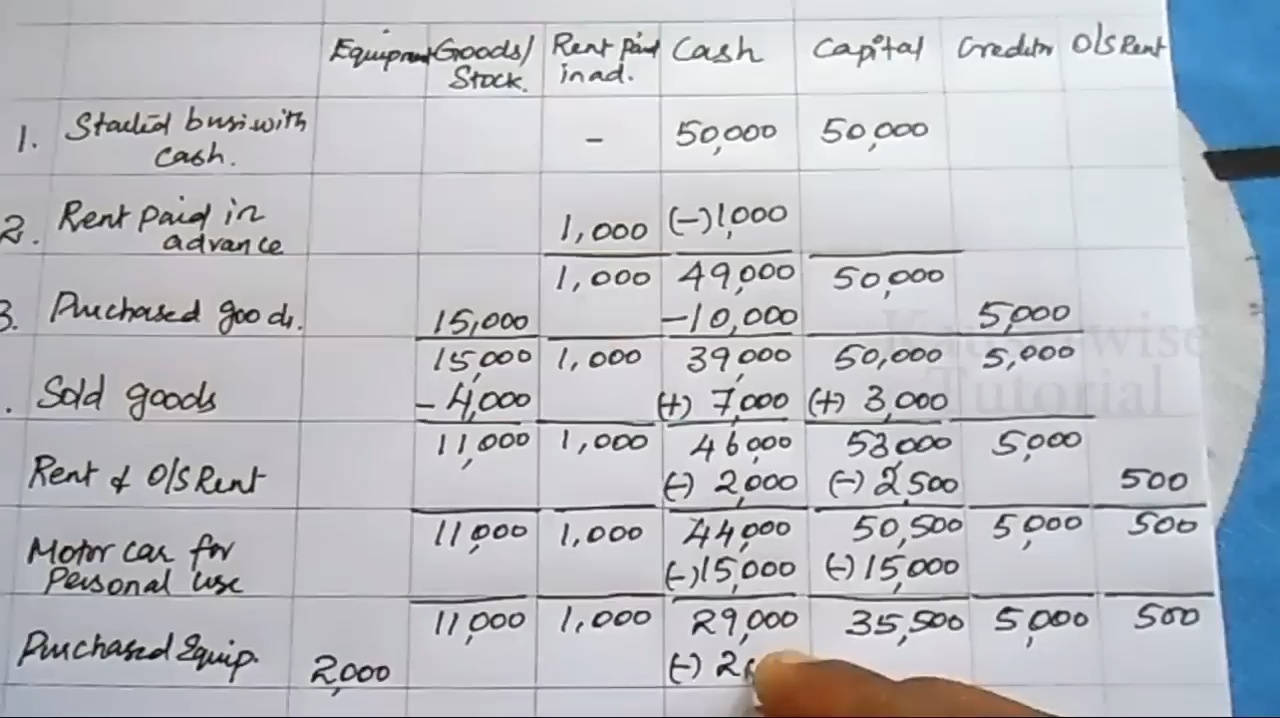 Equipment Goods/ Rent paid Cash Capital Creditor O/S Rent
Stock. in ad.
1. Started busi with - 50,000 50,000
cash.
2. Rent paid in 1,000 (-) 1,000
advance
1,000 49,000 50,000
3. Purchased goods. 15,000 -10,000 5,000
15,000 1,000 39,000 50,000 5,000
. Sold goods - 4,000 (+) 7,000 (+) 3,000
11,000 1,000 46,000 53000 5,000
Rent & O/S Rent (-) 2,000 (-) 2,500 500
11,000 1,000 44,000 50,500 5,000 500
Motor car for (-) 15,000 (-) 15,000
Personal use
11,000 1,000 29,000 35,500 5,000 500
Purchased Equip. 2,000 (-) 2,
Tutorial